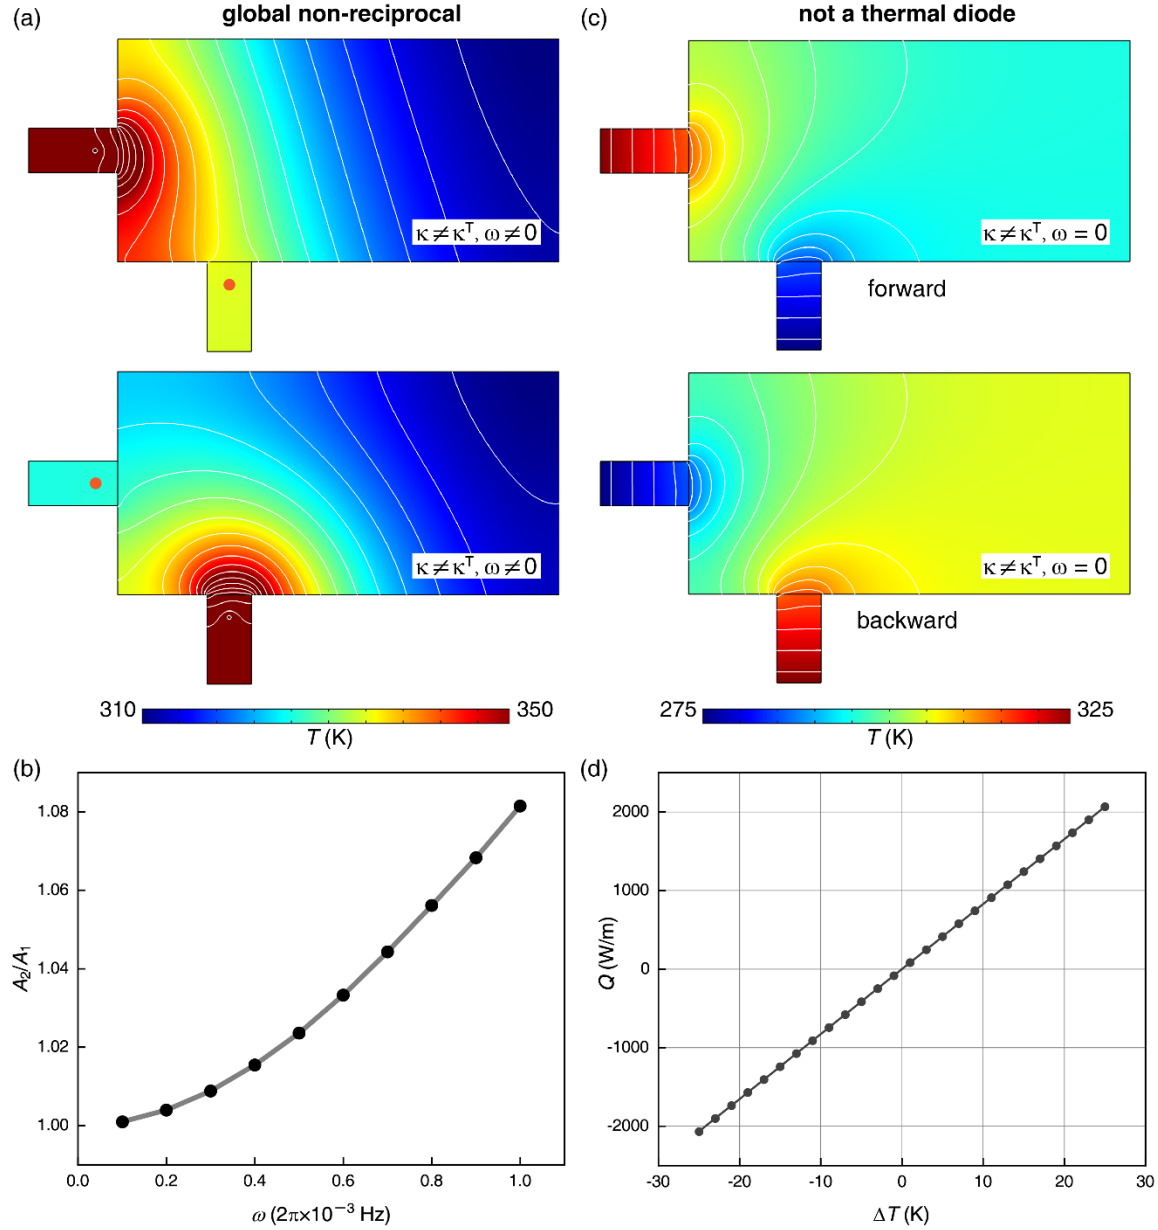 (a) global non-reciprocal
κ ≠ κᵀ, ω ≠ 0
κ ≠ κᵀ, ω ≠ 0
310 350
T (K)
(c) not a thermal diode
κ ≠ κᵀ, ω = 0
forward
κ ≠ κᵀ, ω = 0
backward
275 325
T (K)
(b)
A₂/A₁
1.08
1.06
1.04
1.02
1.00
0.0 0.2 0.4 0.6 0.8 1.0
ω (2π×10⁻³ Hz)
(d)
Q (W/m)
2000
1000
0
-1000
-2000
-30 -20 -10 0 10 20 30
ΔT (K)